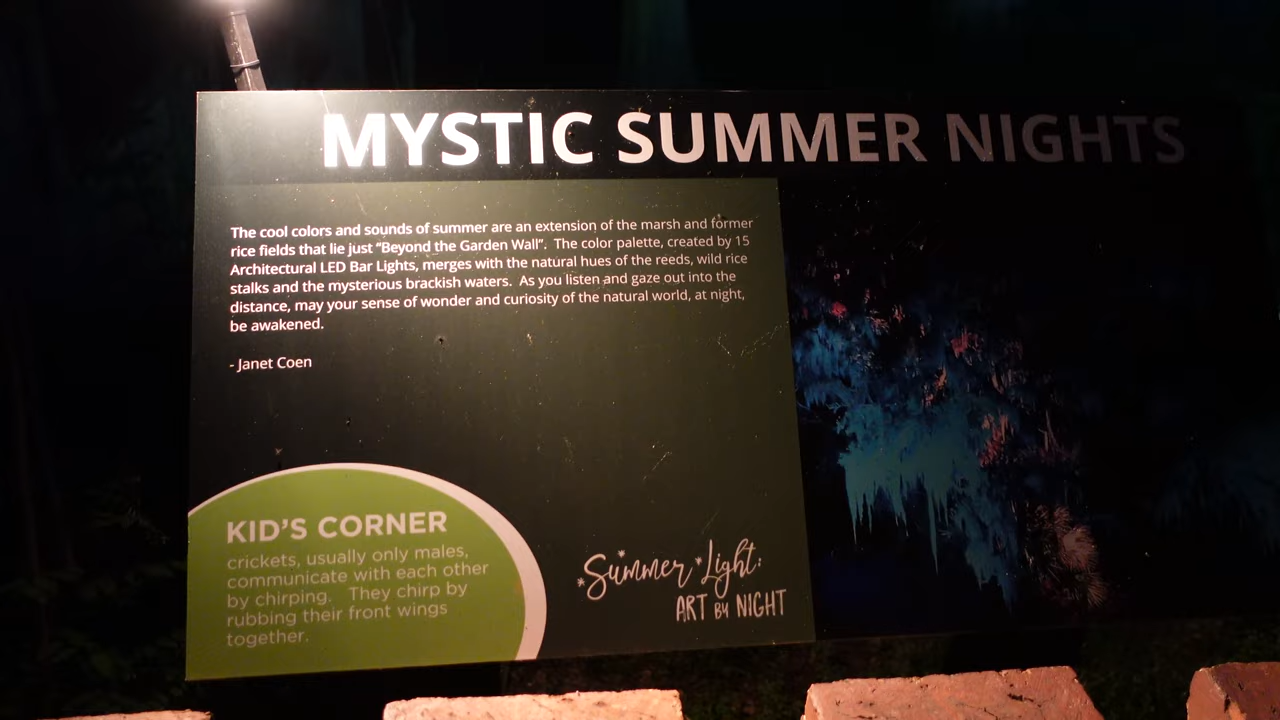 MYSTIC SUMMER NIGHTS
The cool colors and sounds of summer are an extension of the marsh and former
rice fields that lie just "Beyond the Garden Wall". The color palette, created by 15
Architectural LED Bar Lights, merges with the natural hues of the reeds, wild rice
stalks and the mysterious brackish waters. As you listen and gaze out into the
distance, may your sense of wonder and curiosity of the natural world, at night,
be awakened.
- Janet Coen
KID'S CORNER
crickets, usually only males,
communicate with each other
by chirping. They chirp by
rubbing their front wings
together.
Summer Light:
ART by NIGHT